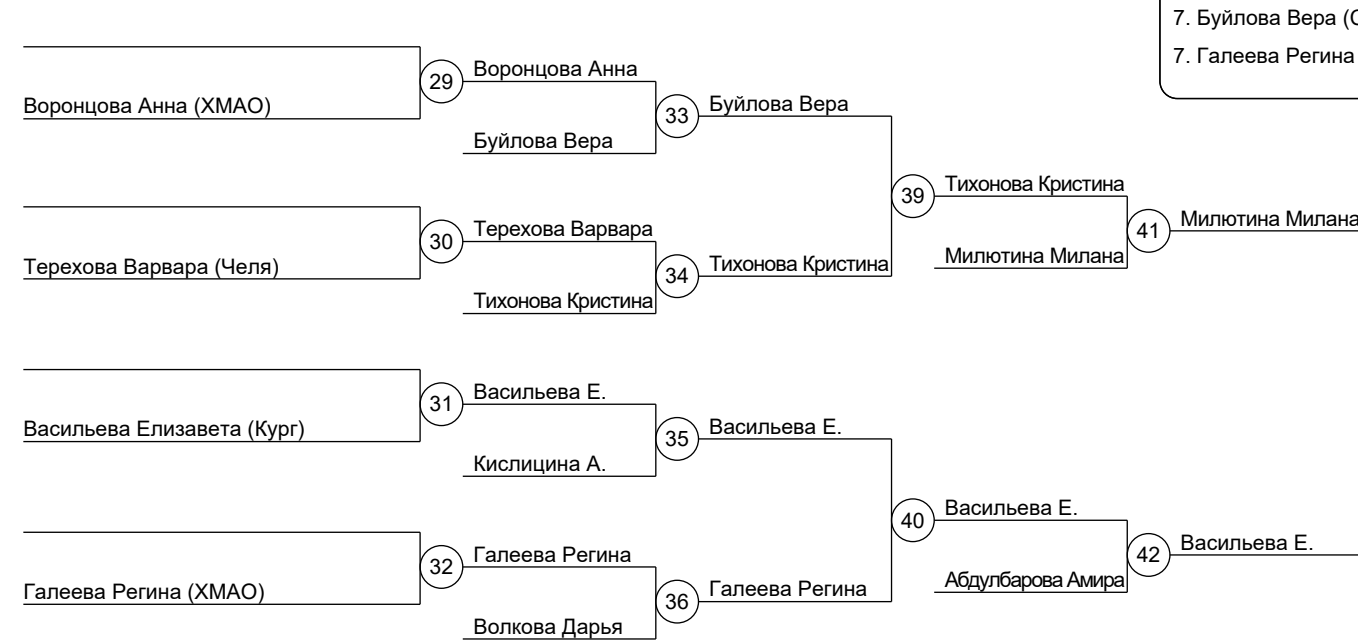 7. Буйлова Вера (
7. Галеева Регина
29
Воронцова Анна
Воронцова Анна (ХМАО)
33
Буйлова Вера
Буйлова Вера
39
Тихонова Кристина
30
Терехова Варвара
41
Милютина Милана
Терехова Варвара (Челя)
34
Тихонова Кристина
Милютина Милана
Тихонова Кристина
31
Васильева Е.
Васильева Елизавета (Кург)
35
Васильева Е.
Кислицина А.
40
Васильева Е.
32
Галеева Регина
42
Васильева Е.
Галеева Регина (ХМАО)
36
Галеева Регина
Абдулбарова Амира
Волкова Дарья